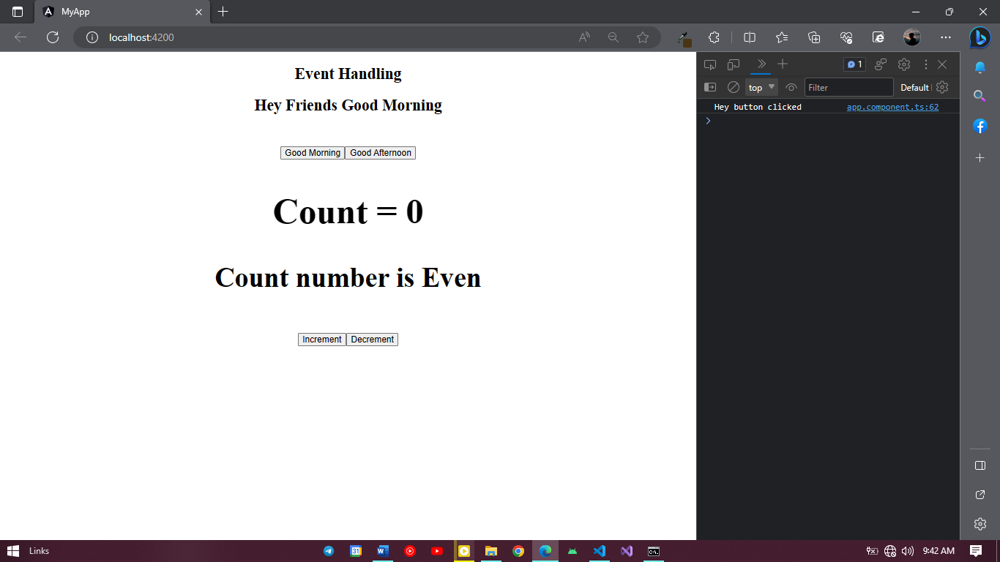 MyApp
localhost:4200
Event Handling
Hey Friends Good Morning
Good Morning Good Afternoon
Count = 0
Count number is Even
Increment Decrement
1
top Filter Default
Hey button clicked app.component.ts:62
Links 31 9:42 AM